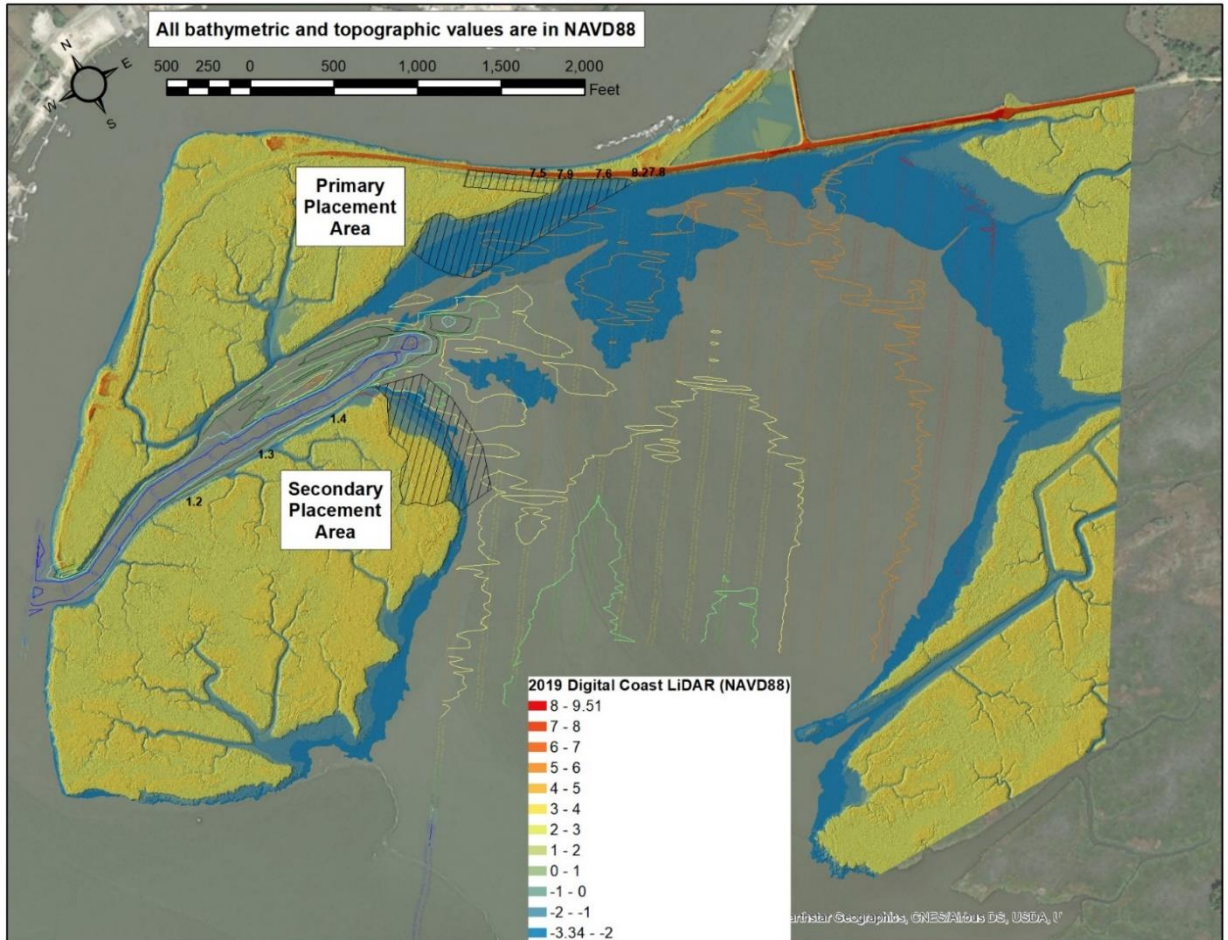 All bathymetric and topographic values are in NAVD88
N
E
W
S
500 250 0 500 1,000 1,500 2,000
Feet
7.5 7.9 7.6 8.2 7.8
Primary
Placement
Area
1.4
1.3
1.2
Secondary
Placement
Area
2019 Digital Coast LiDAR (NAVD88)
8 - 9.51
7 - 8
6 - 7
5 - 6
4 - 5
3 - 4
2 - 3
1 - 2
0 - 1
-1 - 0
-2 - -1
-3.34 - -2
Geographics, CNES/Airbus DS, USDA,